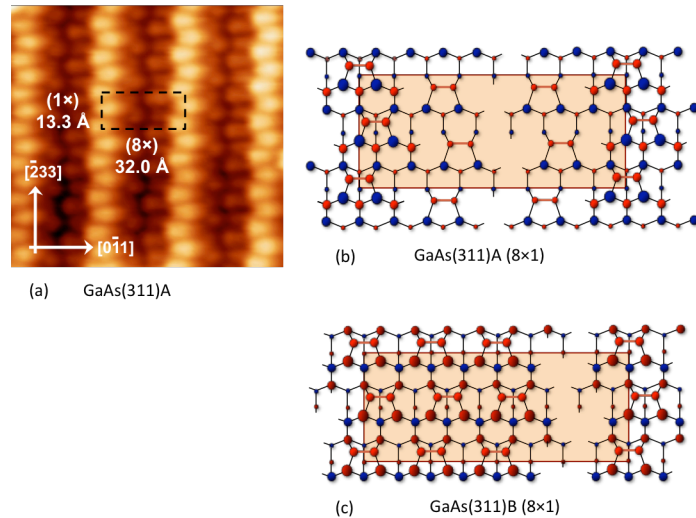 (1×)
13.3 Å
(8×)
32.0 Å
[2̄33]
[01̄1]
(a) GaAs(311)A
(b) GaAs(311)A (8×1)
(c) GaAs(311)B (8×1)